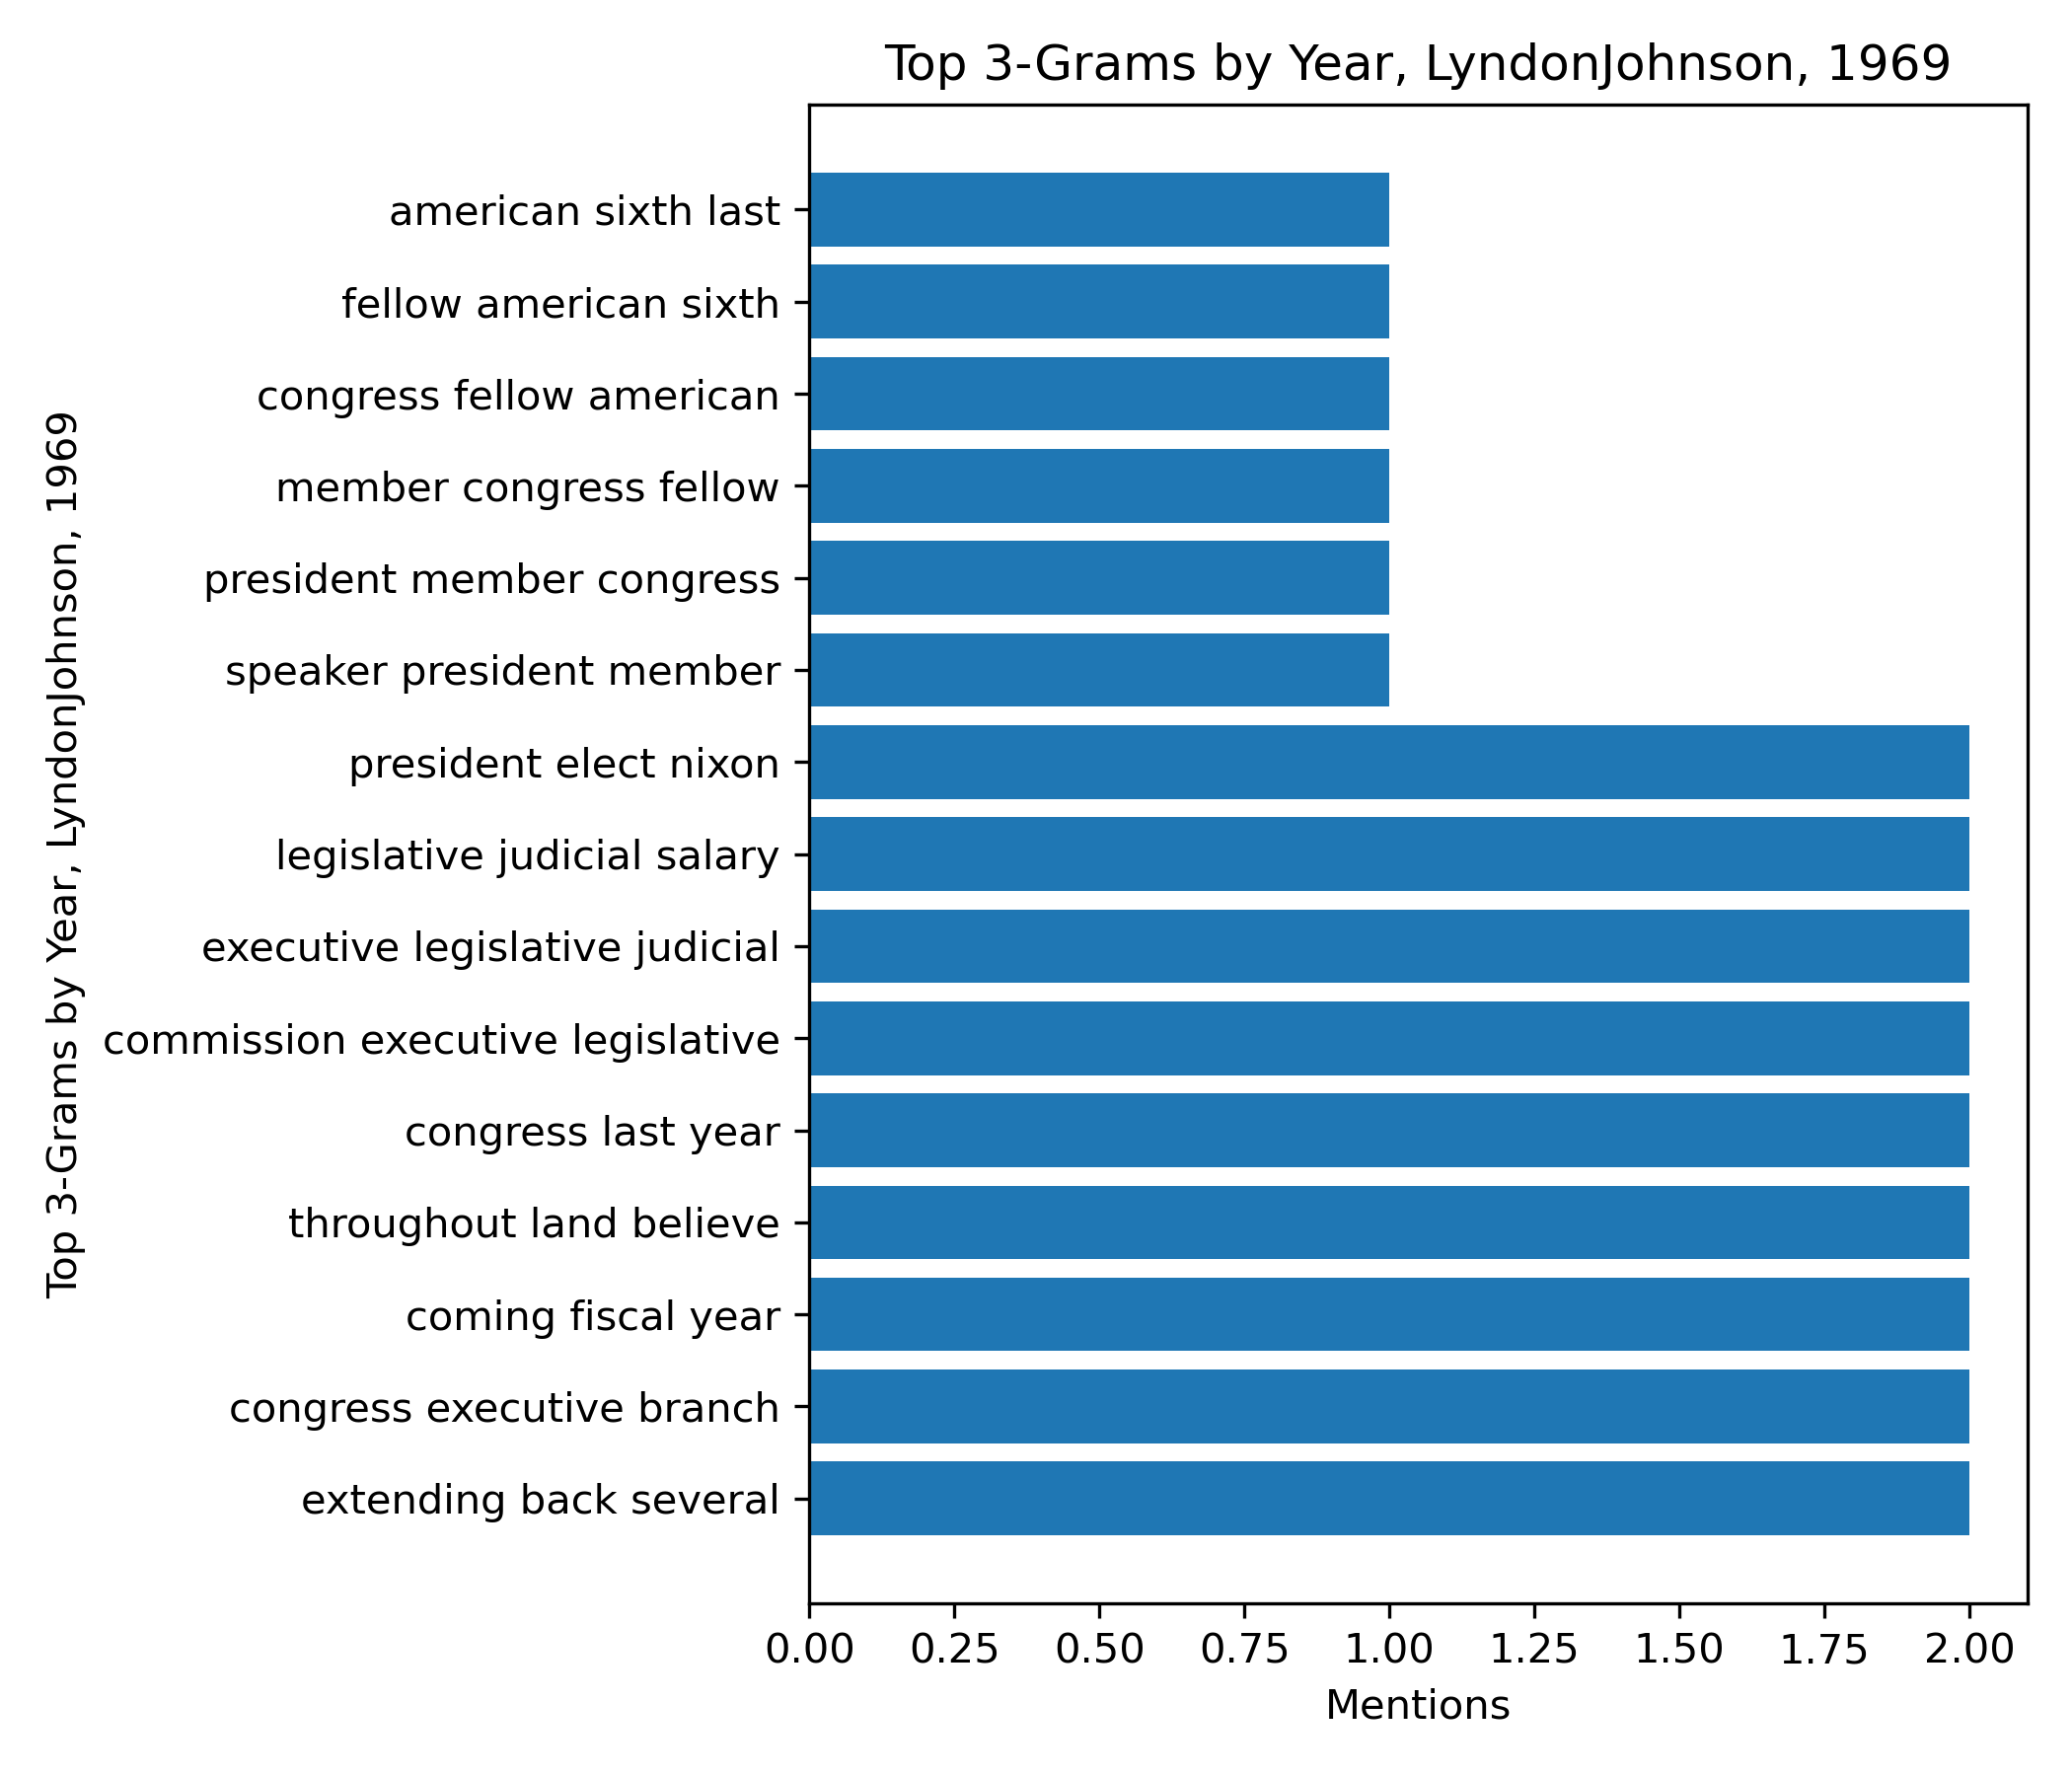 Top 3-Grams by Year, LyndonJohnson, 1969
Top 3-Grams by Year, LyndonJohnson, 1969
american sixth last
fellow american sixth
congress fellow american
member congress fellow
president member congress
speaker president member
president elect nixon
legislative judicial salary
executive legislative judicial
commission executive legislative
congress last year
throughout land believe
coming fiscal year
congress executive branch
extending back several
0.00 0.25 0.50 0.75 1.00 1.25 1.50 1.75 2.00
Mentions